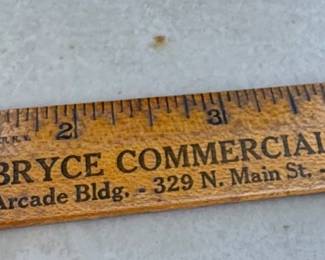 2 3
BRYCE COMMERCIAL
Arcade Bldg. - 329 N. Main St. -